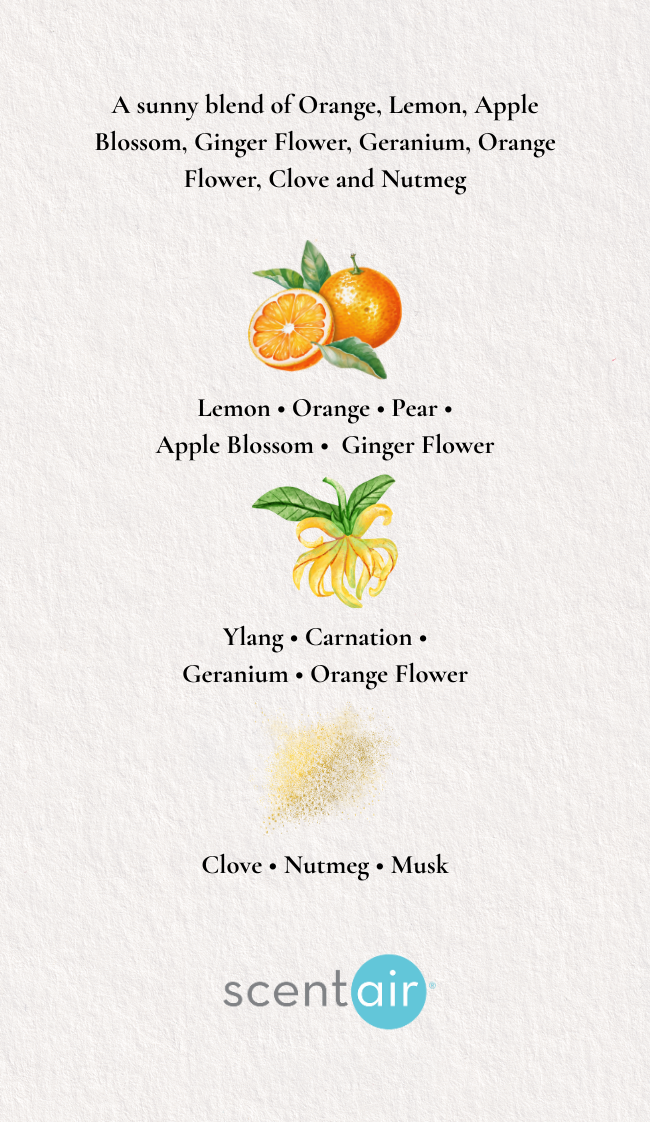 A sunny blend of Orange, Lemon, Apple
Blossom, Ginger Flower, Geranium, Orange
Flower, Clove and Nutmeg
Lemon • Orange • Pear •
Apple Blossom •  Ginger Flower
Ylang • Carnation •
Geranium • Orange Flower
Clove • Nutmeg • Musk
scentair®